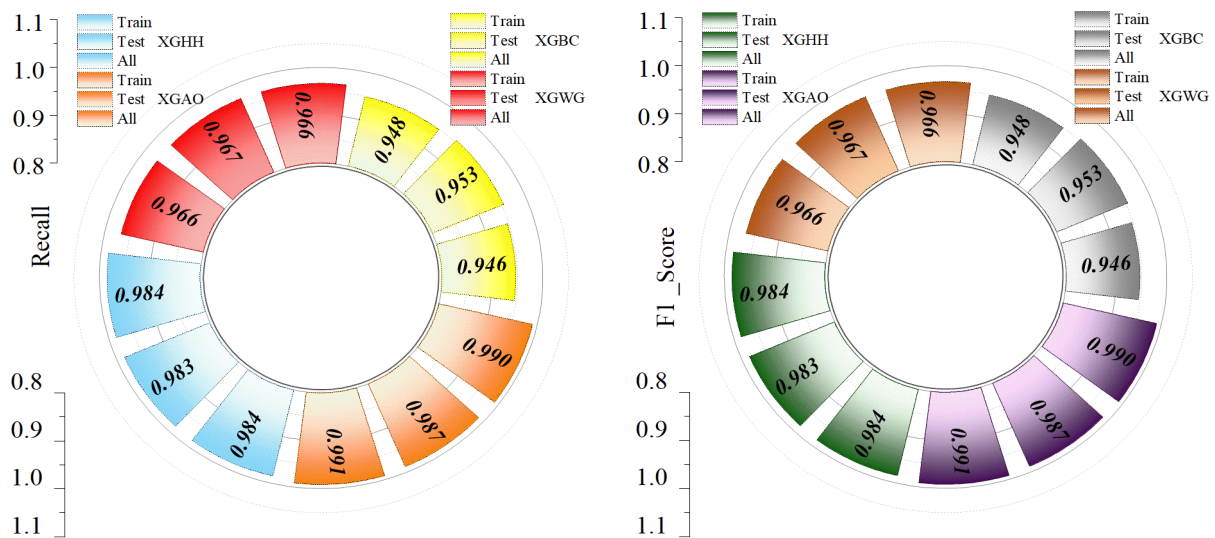 1.1
1.0
0.9
0.8
Recall
0.8
0.9
1.0
1.1
Train
Test XGHH
All
Train
Test XGAO
All
Train
Test XGBC
All
Train
Test XGWG
All
0.966
0.948
0.967
0.953
0.966
0.946
0.984
0.990
0.983
0.987
0.984
0.991
1.1
1.0
0.9
0.8
F1_Score
0.8
0.9
1.0
1.1
Train
Test XGHH
All
Train
Test XGAO
All
Train
Test XGBC
All
Train
Test XGWG
All
0.966
0.948
0.967
0.953
0.966
0.946
0.984
0.990
0.983
0.987
0.984
0.991